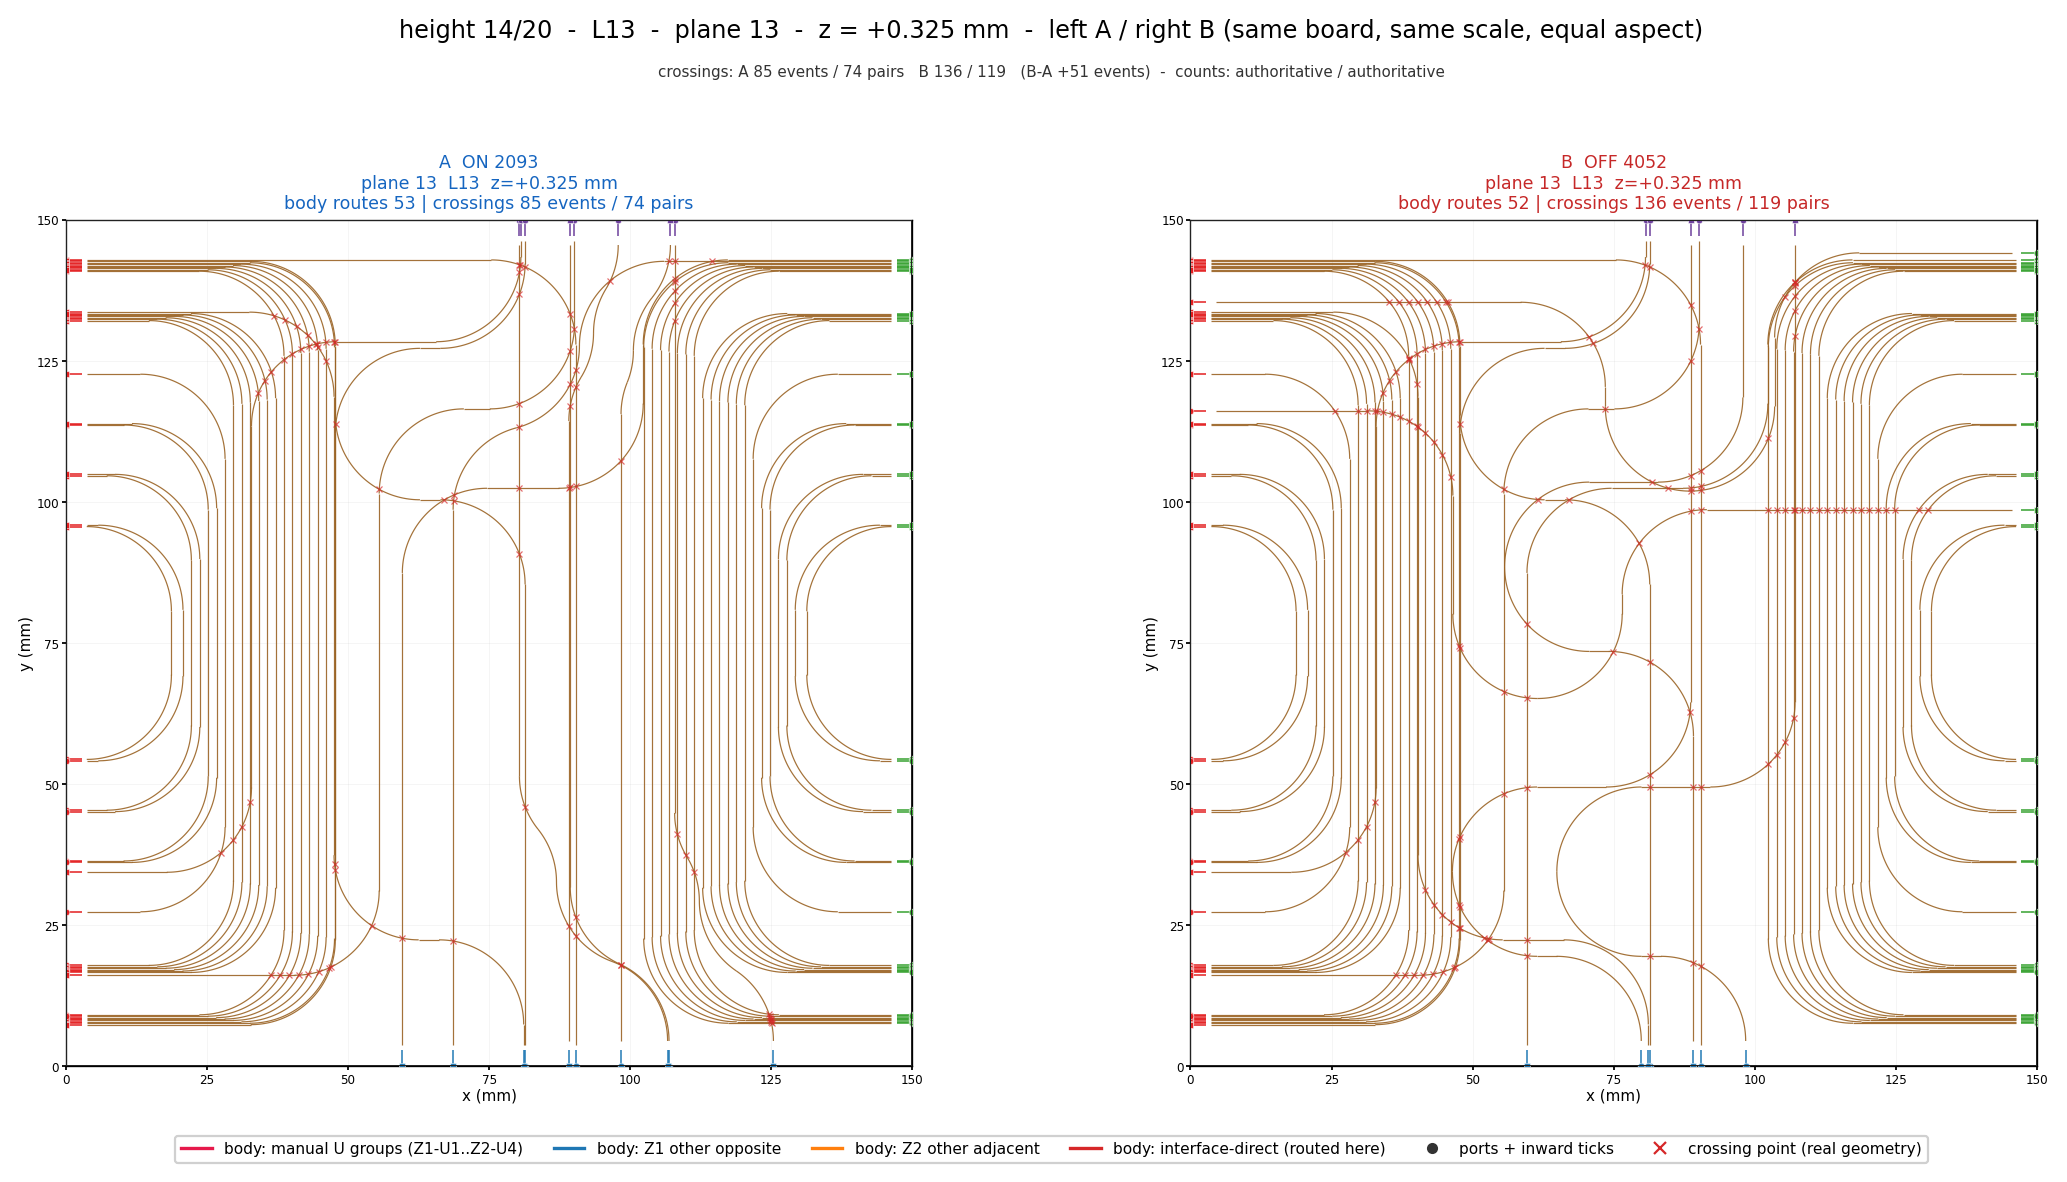 height 14/20 - L13 - plane 13 - z = +0.325 mm - left A / right B (same board, same scale, equal aspect)
crossings: A 85 events / 74 pairs B 136 / 119 (B-A +51 events) - counts: authoritative / authoritative
A ON 2093
plane 13 L13 z=+0.325 mm
body routes 53 | crossings 85 events / 74 pairs
150
125
100
75
50
25
0
y (mm)
0 25 50 75 100 125 150
x (mm)
B OFF 4052
plane 13 L13 z=+0.325 mm
body routes 52 | crossings 136 events / 119 pairs
150
125
100
75
50
25
0
y (mm)
0 25 50 75 100 125 150
x (mm)
body: manual U groups (Z1-U1..Z2-U4) body: Z1 other opposite body: Z2 other adjacent body: interface-direct (routed here) ports + inward ticks crossing point (real geometry)